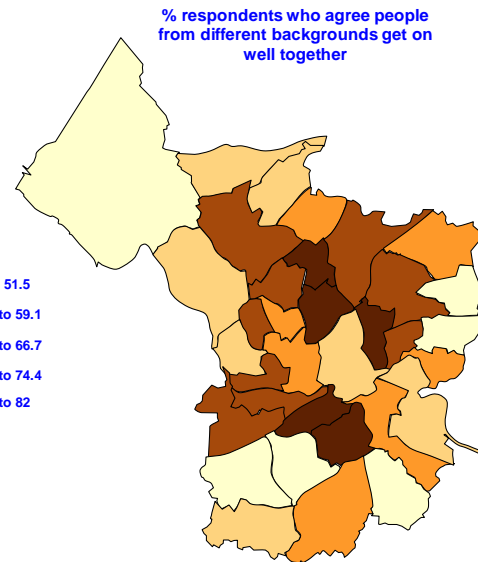 % respondents who agree people
from different backgrounds get on
well together
51.5
to 59.1
to 66.7
to 74.4
to 82